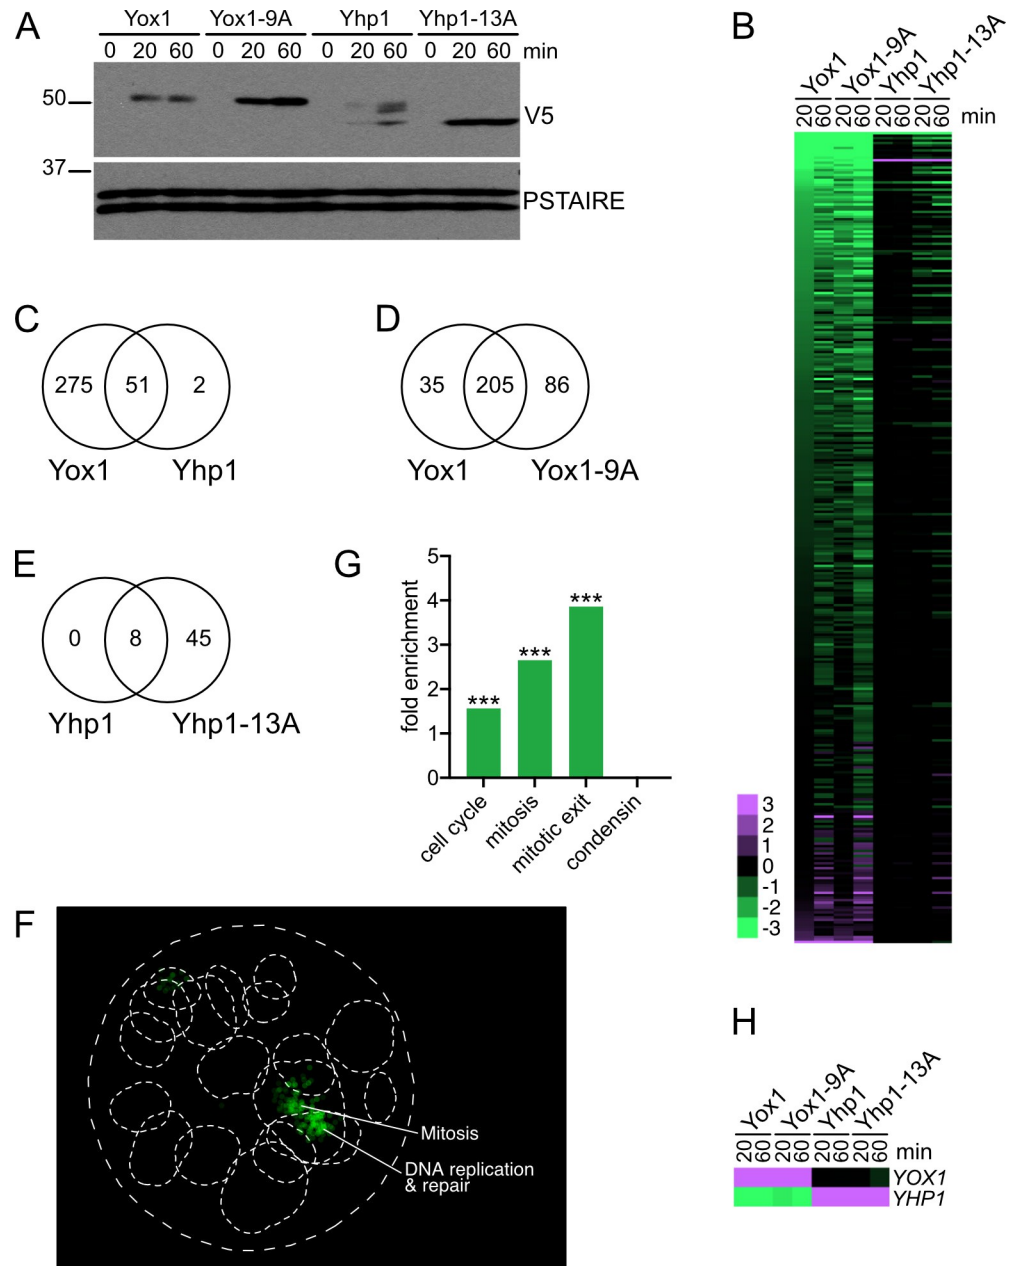 A
Yox1 Yox1-9A Yhp1 Yhp1-13A
0 20 60 0 20 60 0 20 60 0 20 60 min
50
V5
37
PSTAIRE
B
Yox1 Yox1-9A Yhp1 Yhp1-13A
20 60 20 60 20 60 20 60 min
3
2
1
0
-1
-2
-3
C
275 51 2
Yox1 Yhp1
D
35 205 86
Yox1 Yox1-9A
E
0 8 45
Yhp1 Yhp1-13A
G
fold enrichment
5
4
3
2
1
0
*** *** ***
cell cycle
mitosis
mitotic exit
condensin
F
Mitosis
DNA replication
& repair
H
Yox1 Yox1-9A Yhp1 Yhp1-13A
20 60 20 60 20 60 20 60 min
YOX1
YHP1